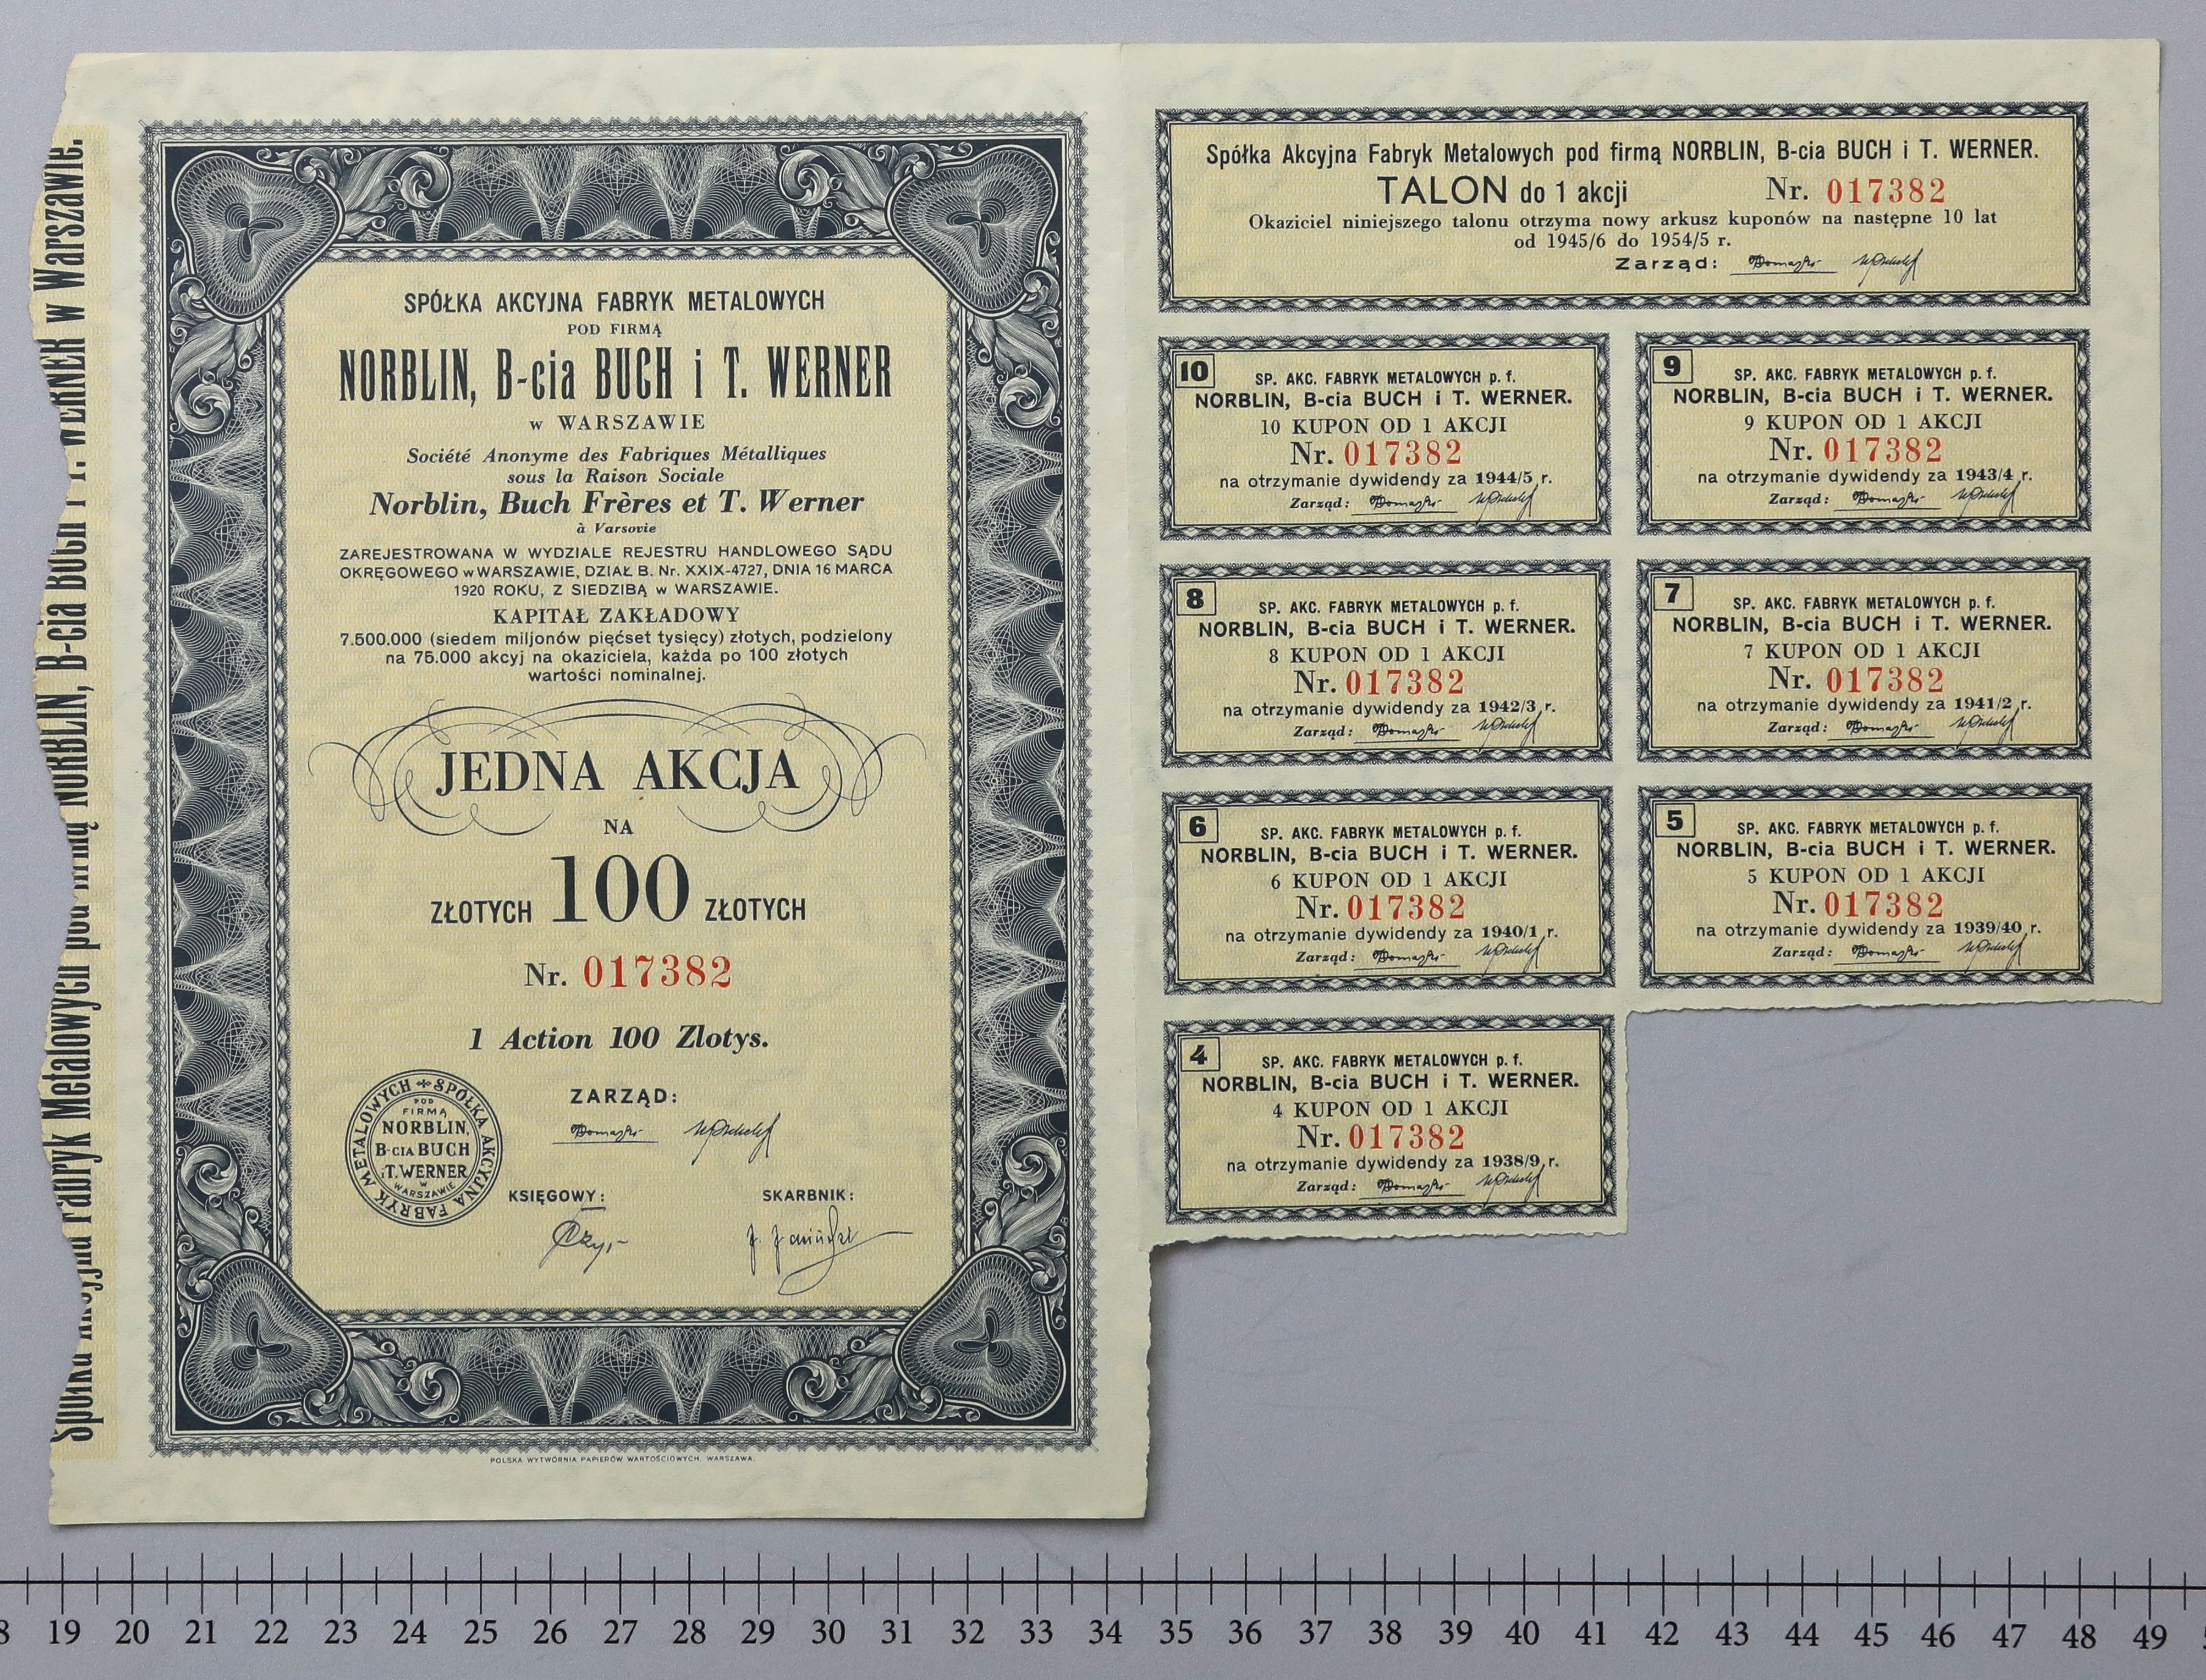 Spółka Akcyjna Fabryk Metalowych pod firmą NORBLIN, B-cia BUCH i T. WERNER w Warszawie.
SPÓŁKA AKCYJNA FABRYK METALOWYCH
POD FIRMĄ
NORBLIN, B-cia BUCH i T. WERNER
w WARSZAWIE
Société Anonyme des Fabriques Métalliques
sous la Raison Sociale
Norblin, Buch Frères et T. Werner
à Varsovie
ZAREJESTROWANA W WYDZIALE REJESTRU HANDLOWEGO SĄDU
OKRĘGOWEGO w WARSZAWIE, DZIAŁ B. Nr. XXIX-4727, DNIA 16 MARCA
1920 ROKU, Z SIEDZIBĄ w WARSZAWIE.
KAPITAŁ ZAKŁADOWY
7.500.000 (siedem miljonów pięćset tysięcy) złotych, podzielony
na 75.000 akcyj na okaziciela, każda po 100 złotych
wartości nominalnej.
JEDNA AKCJA
NA
ZŁOTYCH 100 ZŁOTYCH
Nr. 017382
1 Action 100 Zlotys.
ZARZĄD:
SPÓŁKA AKCYJNA FABRYK METALOWYCH
POD
FIRMĄ
NORBLIN,
B-CIA BUCH
i T. WERNER
W
WARSZAWIE
KSIĘGOWY: SKARBNIK:
POLSKA WYTWÓRNIA PAPIERÓW WARTOŚCIOWYCH. WARSZAWA.
Spółka Akcyjna Fabryk Metalowych pod firmą NORBLIN, B-cia BUCH i T. WERNER.
TALON do 1 akcji Nr. 017382
Okaziciel niniejszego talonu otrzyma nowy arkusz kuponów na następne 10 lat
od 1945/6 do 1954/5 r.
Zarząd:
10
SP. AKC. FABRYK METALOWYCH p. f.
NORBLIN, B-cia BUCH i T. WERNER.
10 KUPON OD 1 AKCJI
Nr. 017382
na otrzymanie dywidendy za 1944/5 r.
Zarząd:
9
SP. AKC. FABRYK METALOWYCH p. f.
NORBLIN, B-cia BUCH i T. WERNER.
9 KUPON OD 1 AKCJI
Nr. 017382
na otrzymanie dywidendy za 1943/4 r.
Zarząd:
8
SP. AKC. FABRYK METALOWYCH p. f.
NORBLIN, B-cia BUCH i T. WERNER.
8 KUPON OD 1 AKCJI
Nr. 017382
na otrzymanie dywidendy za 1942/3 r.
Zarząd:
7
SP. AKC. FABRYK METALOWYCH p. f.
NORBLIN, B-cia BUCH i T. WERNER.
7 KUPON OD 1 AKCJI
Nr. 017382
na otrzymanie dywidendy za 1941/2 r.
Zarząd:
6
SP. AKC. FABRYK METALOWYCH p. f.
NORBLIN, B-cia BUCH i T. WERNER.
6 KUPON OD 1 AKCJI
Nr. 017382
na otrzymanie dywidendy za 1940/1 r.
Zarząd:
5
SP. AKC. FABRYK METALOWYCH p. f.
NORBLIN, B-cia BUCH i T. WERNER.
5 KUPON OD 1 AKCJI
Nr. 017382
na otrzymanie dywidendy za 1939/40 r.
Zarząd:
4
SP. AKC. FABRYK METALOWYCH p. f.
NORBLIN, B-cia BUCH i T. WERNER.
4 KUPON OD 1 AKCJI
Nr. 017382
na otrzymanie dywidendy za 1938/9 r.
Zarząd:
19 20 21 22 23 24 25 26 27 28 29 30 31 32 33 34 35 36 37 38 39 40 41 42 43 44 45 46 47 48 49